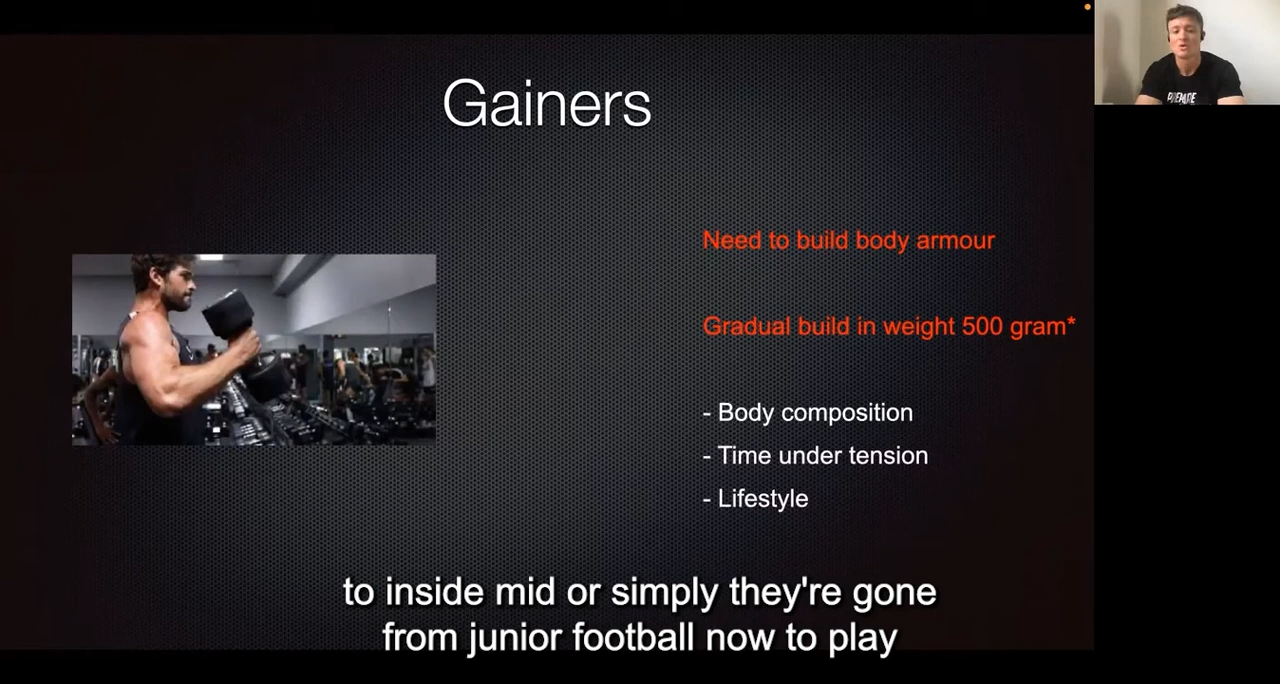 Gainers
PREPARE
Need to build body armour
Gradual build in weight 500 gram*
- Body composition
- Time under tension
- Lifestyle
to inside mid or simply they're gone
from junior football now to play